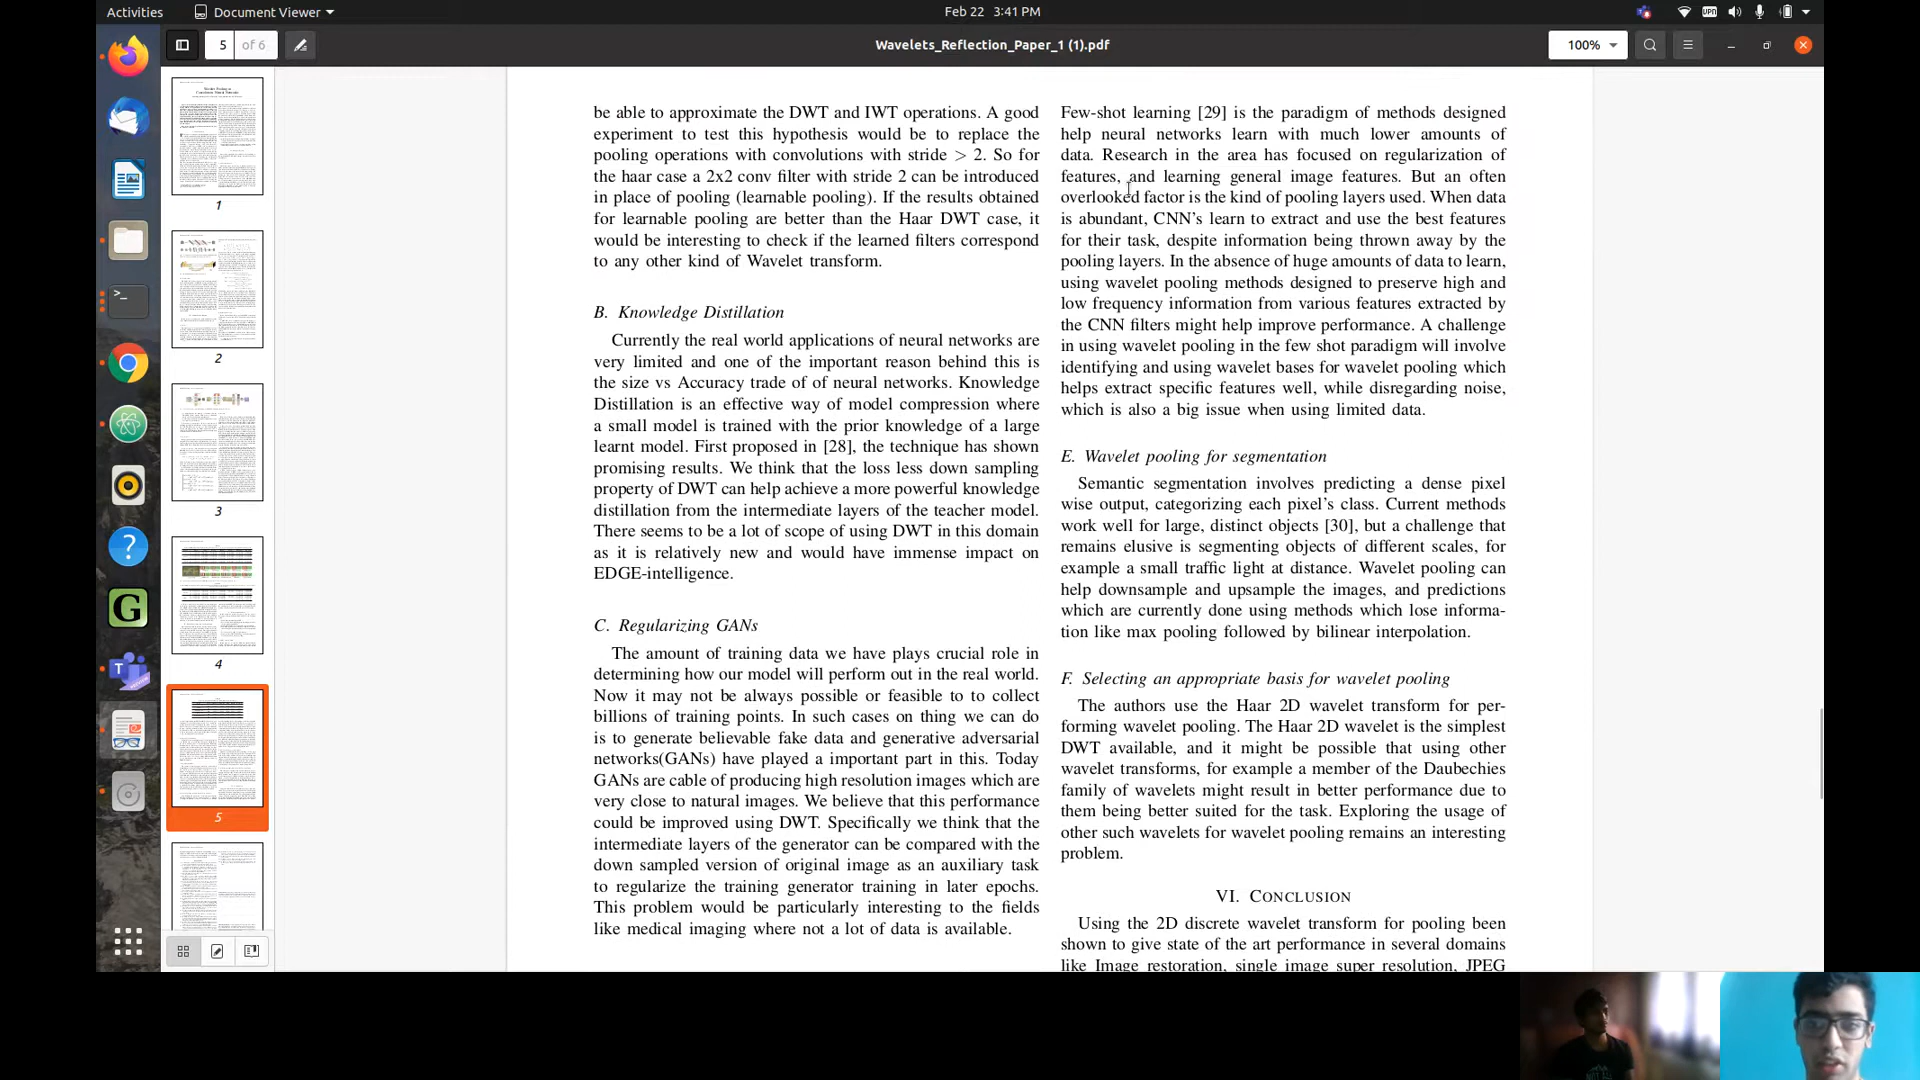 Activities
Document Viewer
Feb 22 3:41 PM
5 of 6
Wavelets_Reflection_Paper_1 (1).pdf
100%
1
2
3
4
5
be able to approximate the DWT and IWT operations. A good
experiment to test this hypothesis would be to replace the
pooling operations with convolutions with stride > 2. So for
the haar case a 2x2 conv filter with stride 2 can be introduced
in place of pooling (learnable pooling). If the results obtained
for learnable pooling are better than the Haar DWT case, it
would be interesting to check if the learned filters correspond
to any other kind of Wavelet transform.
B. Knowledge Distillation
Currently the real world applications of neural networks are
very limited and one of the important reason behind this is
the size vs Accuracy trade of of neural networks. Knowledge
Distillation is an effective way of model compression where
a small model is trained with the prior knowledge of a large
learnt model. First proposed in [28], the technique has shown
promising results. We think that the loss less down sampling
property of DWT can help achieve a more powerful knowledge
distillation from the intermediate layers of the teacher model.
There seems to be a lot of scope of using DWT in this domain
as it is relatively new and would have immense impact on
EDGE-intelligence.
C. Regularizing GANs
The amount of training data we have plays crucial role in
determining how our model will perform out in the real world.
Now it may not be always possible or feasible to to collect
billions of training points. In such cases on thing we can do
is to generate believable fake data and generative adversarial
networks(GANs) have played a important part in this. Today
GANs are cable of producing high resolution images which are
very close to natural images. We believe that this performance
could be improved using DWT. Specifically we think that the
intermediate layers of the generator can be compared with the
down sampled version of original image as an auxiliary task
to regularize the training generator training in later epochs.
This problem would be particularly interesting to the fields
like medical imaging where not a lot of data is available.
Few-shot learning [29] is the paradigm of methods designed
help neural networks learn with much lower amounts of
data. Research in the area has focused on regularization of
features, and learning general image features. But an often
overlooked factor is the kind of pooling layers used. When data
is abundant, CNN's learn to extract and use the best features
for their task, despite information being thrown away by the
pooling layers. In the absence of huge amounts of data to learn,
using wavelet pooling methods designed to preserve high and
low frequency information from various features extracted by
the CNN filters might help improve performance. A challenge
in using wavelet pooling in the few shot paradigm will involve
identifying and using wavelet bases for wavelet pooling which
helps extract specific features well, while disregarding noise,
which is also a big issue when using limited data.
E. Wavelet pooling for segmentation
Semantic segmentation involves predicting a dense pixel
wise output, categorizing each pixel's class. Current methods
work well for large, distinct objects [30], but a challenge that
remains elusive is segmenting objects of different scales, for
example a small traffic light at distance. Wavelet pooling can
help downsample and upsample the images, and predictions
which are currently done using methods which lose informa-
tion like max pooling followed by bilinear interpolation.
F. Selecting an appropriate basis for wavelet pooling
The authors use the Haar 2D wavelet transform for per-
forming wavelet pooling. The Haar 2D wavelet is the simplest
DWT available, and it might be possible that using other
wavelet transforms, for example a member of the Daubechies
family of wavelets might result in better performance due to
them being better suited for the task. Exploring the usage of
other such wavelets for wavelet pooling remains an interesting
problem.
VI. CONCLUSION
Using the 2D discrete wavelet transform for pooling been
shown to give state of the art performance in several domains
like Image restoration, single image super resolution, JPEG